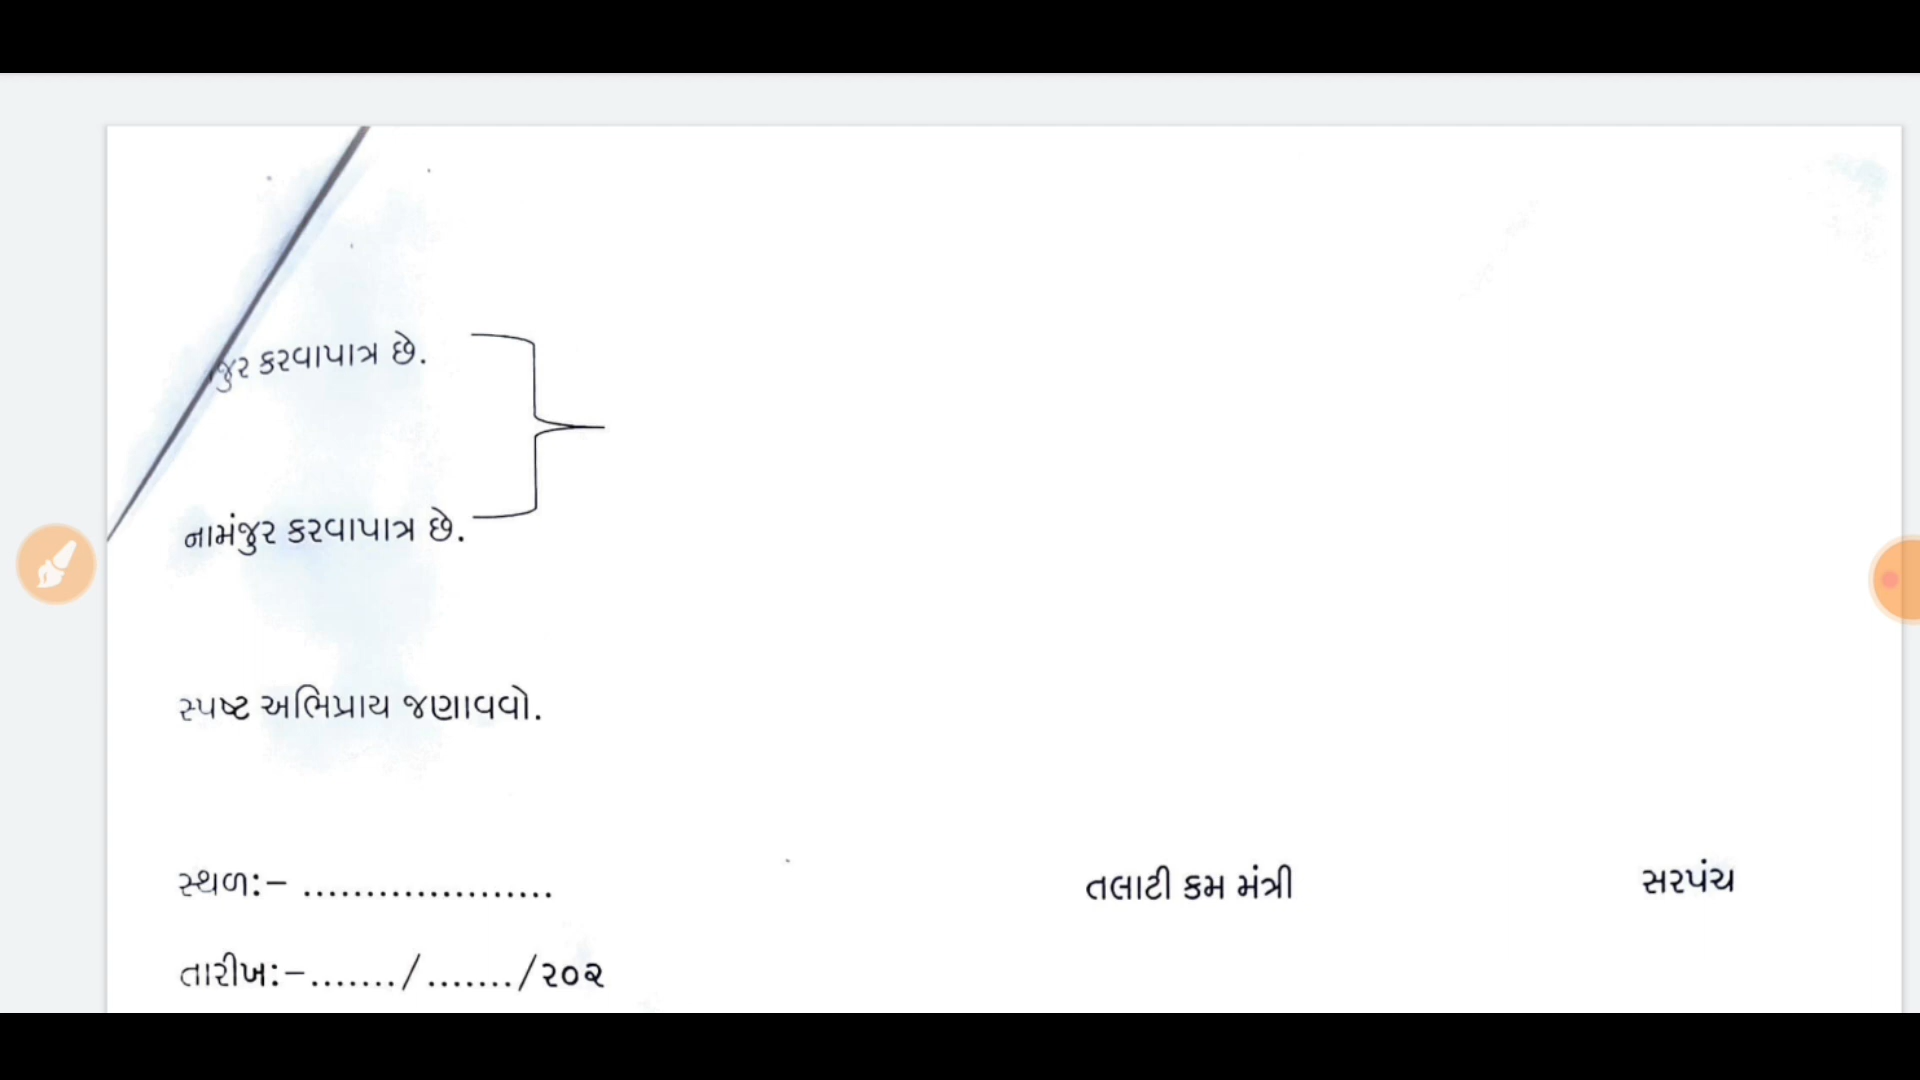 કરવાપાત્ર છે.
નામંજુર કરવાપાત્ર છે.
સ્પષ્ટ અભિપ્રાય જણાવવો.
સ્થળ:- .................... તલાટી કમ મંત્રી સરપંચ
તારીખ:-......./......./૨૦૨